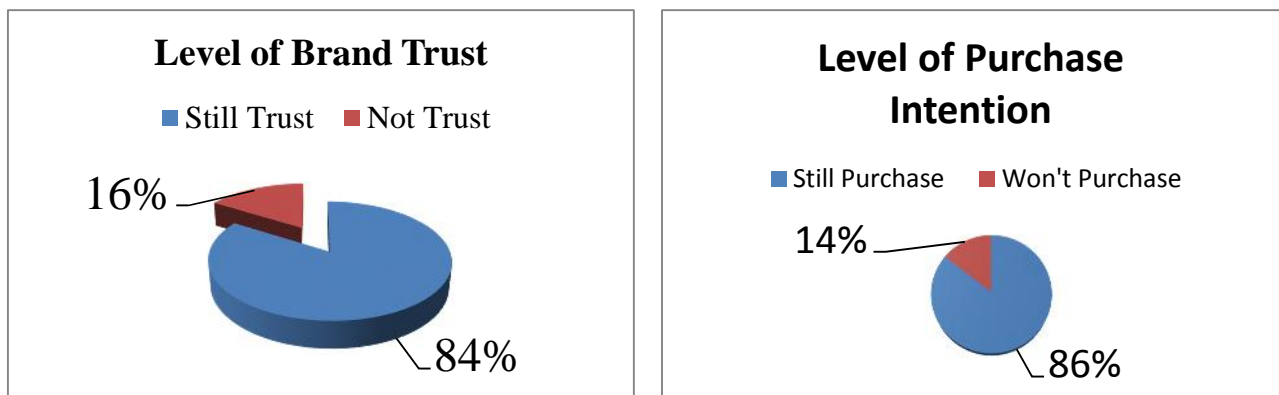 Level of Brand Trust
Still Trust Not Trust
16%
84%
Level of Purchase
Intention
Still Purchase Won't Purchase
14%
86%